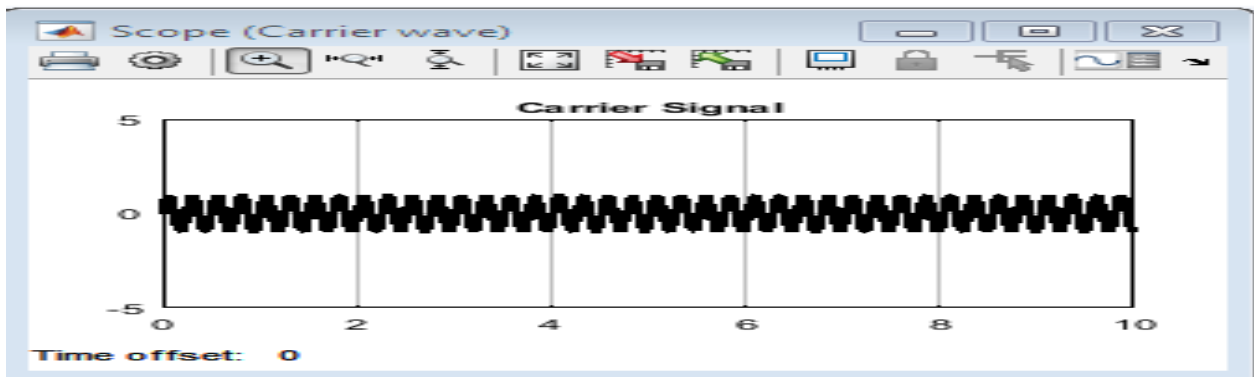 Scope (Carrier wave)
Carrier Signal
5
0
-5
0 2 4 6 8 10
Time offset: 0